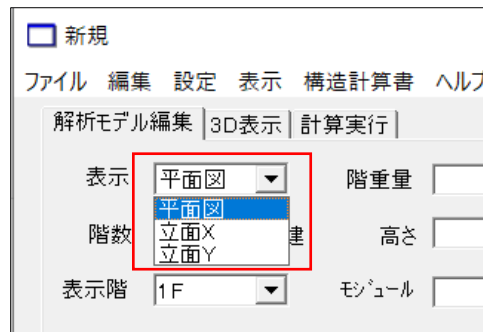 新規
ファイル 編集 設定 表示 構造計算書 ヘルプ
解析モデル編集 3D表示 計算実行
表示 平面図 階重量
平面図
階数 立面X 建 高さ
立面Y
表示階 1F モジュール